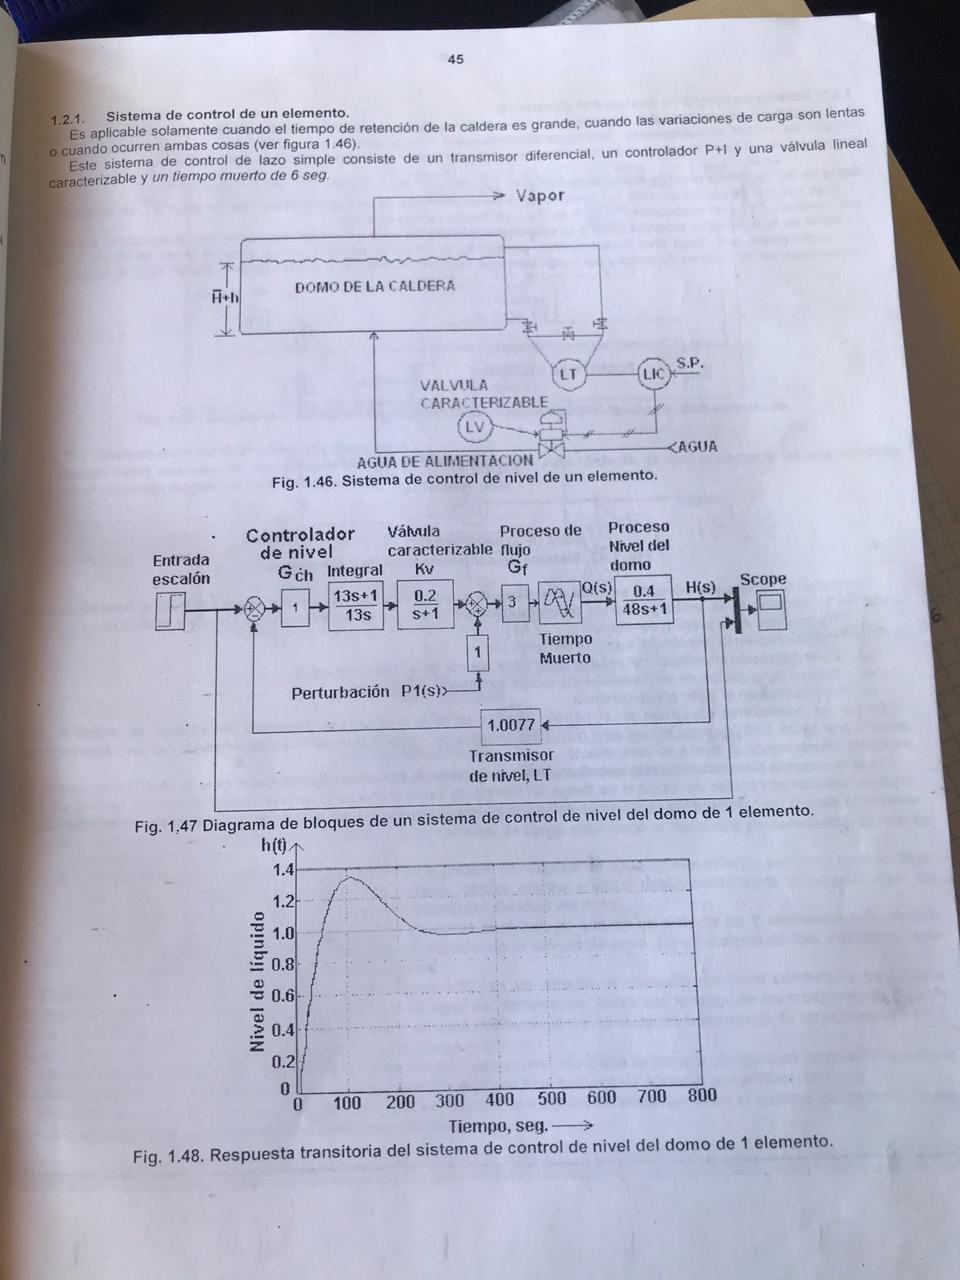 45
1.2.1. Sistema de control de un elemento.
Es aplicable solamente cuando el tiempo de retención de la caldera es grande, cuando las variaciones de carga son lentas
o cuando ocurren ambas cosas (ver figura 1.46).
Este sistema de control de lazo simple consiste de un transmisor diferencial, un controlador P+I y una válvula lineal
caracterizable y un tiempo muerto de 6 seg.
Vapor
H̅+h
DOMO DE LA CALDERA
LT
LIC
S.P.
VALVULA
CARACTERIZABLE
LV
AGUA
AGUA DE ALIMENTACION
Fig. 1.46. Sistema de control de nivel de un elemento.
Entrada
escalón
Controlador
de nivel
Gch
Integral
Válvula
caracterizable
Kv
Proceso de
flujo
Gf
Proceso
Nivel del
domo
Scope
1
13s+1
13s
0.2
s+1
3
Q(s)
0.4
48s+1
H(s)
Tiempo
Muerto
1
Perturbación P1(s)
1.0077
Transmisor
de nivel, LT
Fig. 1.47 Diagrama de bloques de un sistema de control de nivel del domo de 1 elemento.
h(t)
1.4
1.2
1.0
0.8
0.6
0.4
0.2
0
Nivel de líquido
0 100 200 300 400 500 600 700 800
Tiempo, seg.
Fig. 1.48. Respuesta transitoria del sistema de control de nivel del domo de 1 elemento.